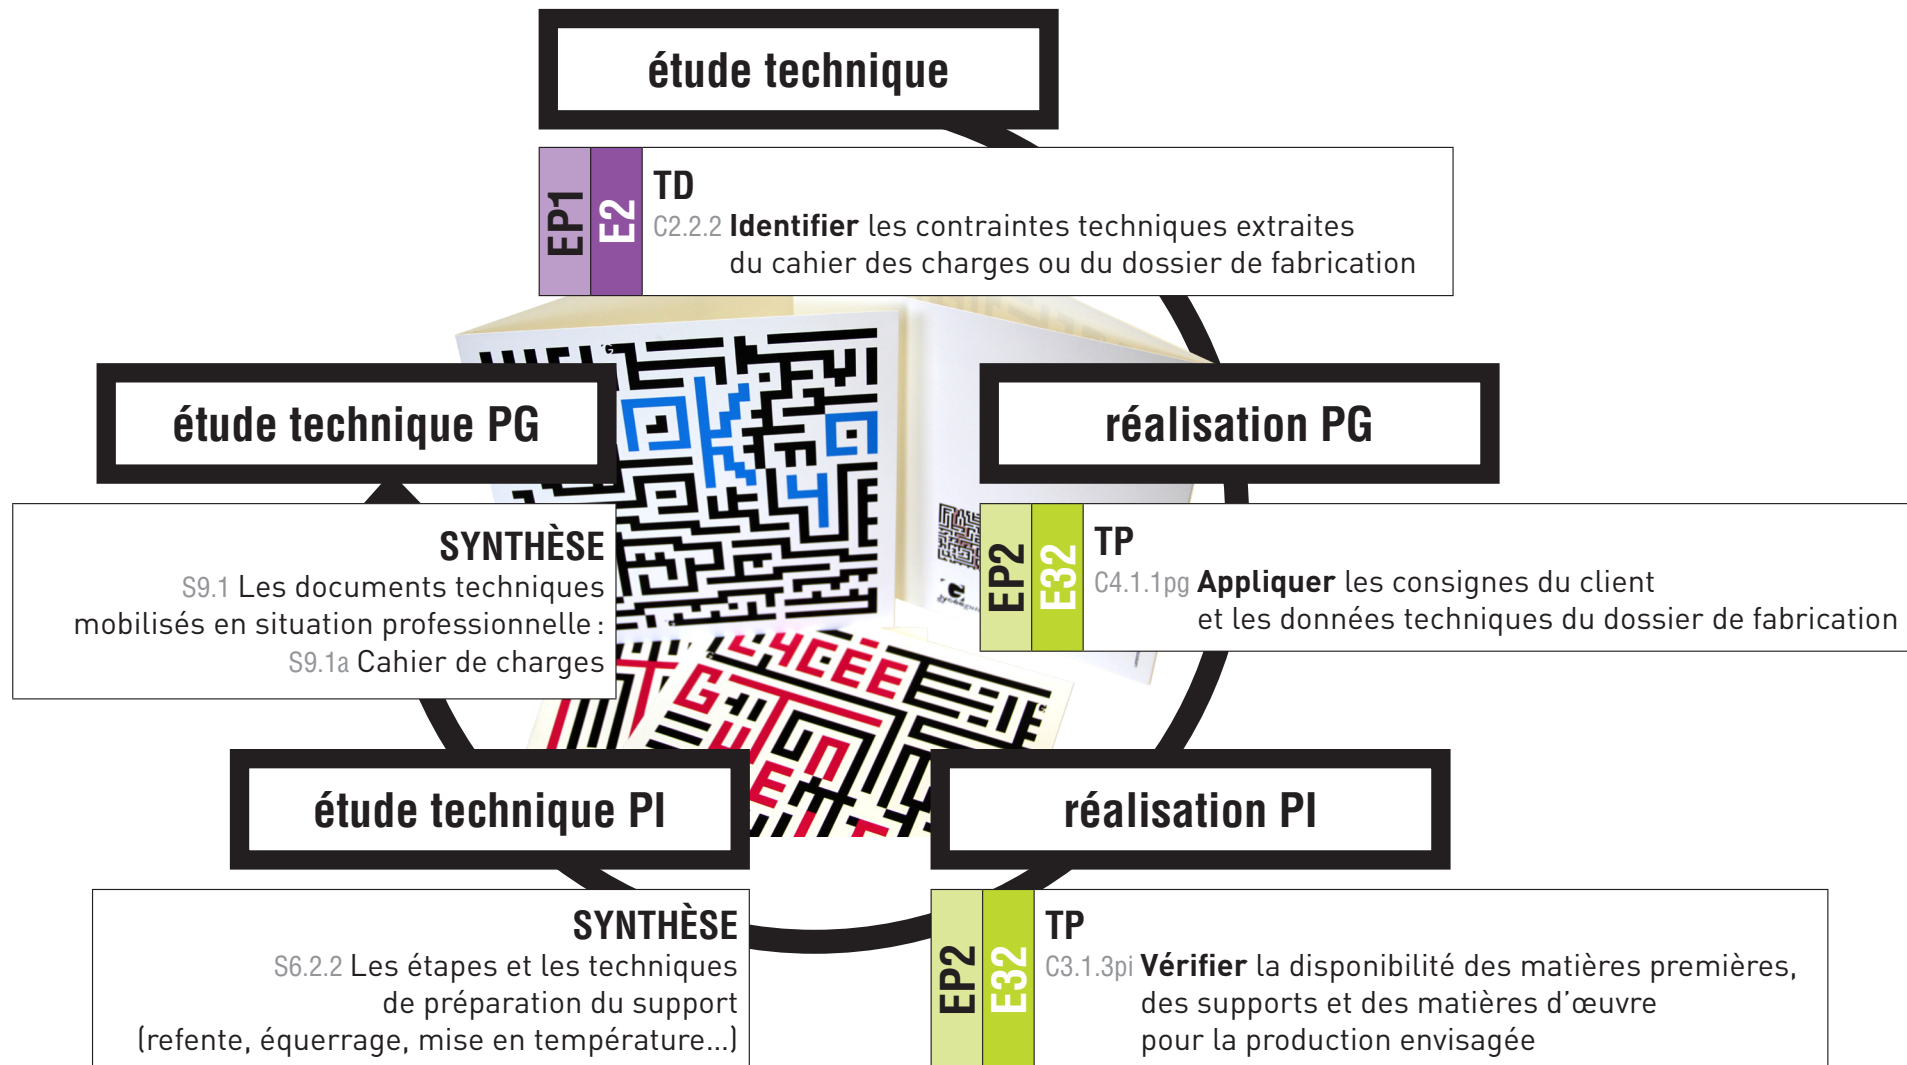 étude technique
EP1
E2
TD
C2.2.2 Identifier les contraintes techniques extraites
du cahier des charges ou du dossier de fabrication
étude technique PG
SYNTHÈSE
S9.1 Les documents techniques
mobilisés en situation professionnelle :
S9.1a Cahier de charges
réalisation PG
EP2
E32
TP
C4.1.1pg Appliquer les consignes du client
et les données techniques du dossier de fabrication
LYCÉE
étude technique PI
SYNTHÈSE
S6.2.2 Les étapes et les techniques
de préparation du support
(refente, équerrage, mise en température...)
réalisation PI
EP2
E32
TP
C3.1.3pi Vérifier la disponibilité des matières premières,
des supports et des matières d'œuvre
pour la production envisagée